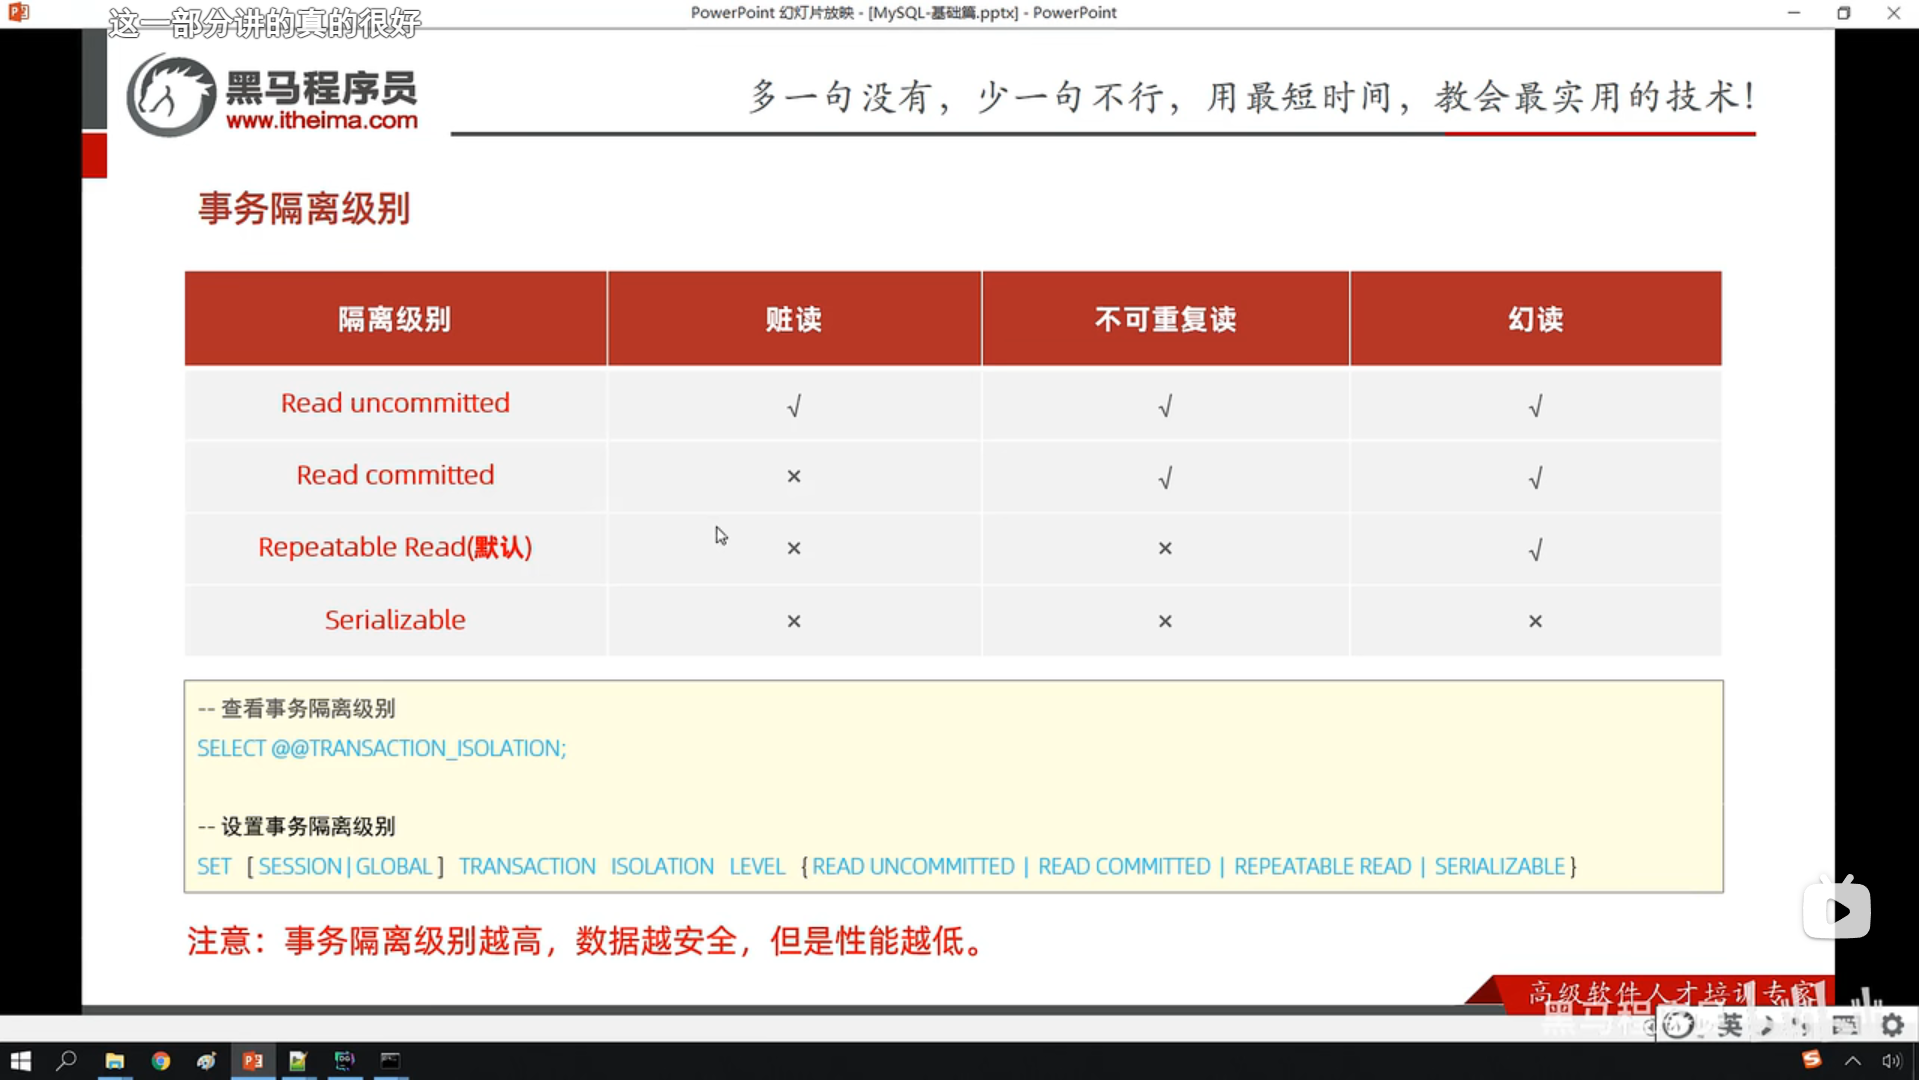 PowerPoint 幻灯片放映 - [MySQL-基础篇.pptx] - PowerPoint
这一部分讲的真的很好
黑马程序员
www.itheima.com
多一句没有，少一句不行，用最短时间，教会最实用的技术！
事务隔离级别
隔离级别 赃读 不可重复读 幻读
Read uncommitted √ √ √
Read committed × √ √
Repeatable Read(默认) × × √
Serializable × × ×
-- 查看事务隔离级别
SELECT @@TRANSACTION_ISOLATION;
-- 设置事务隔离级别
SET [ SESSION | GLOBAL ] TRANSACTION ISOLATION LEVEL { READ UNCOMMITTED | READ COMMITTED | REPEATABLE READ | SERIALIZABLE }
注意：事务隔离级别越高，数据越安全，但是性能越低。
高级软件人才培训专家
黑马程
英